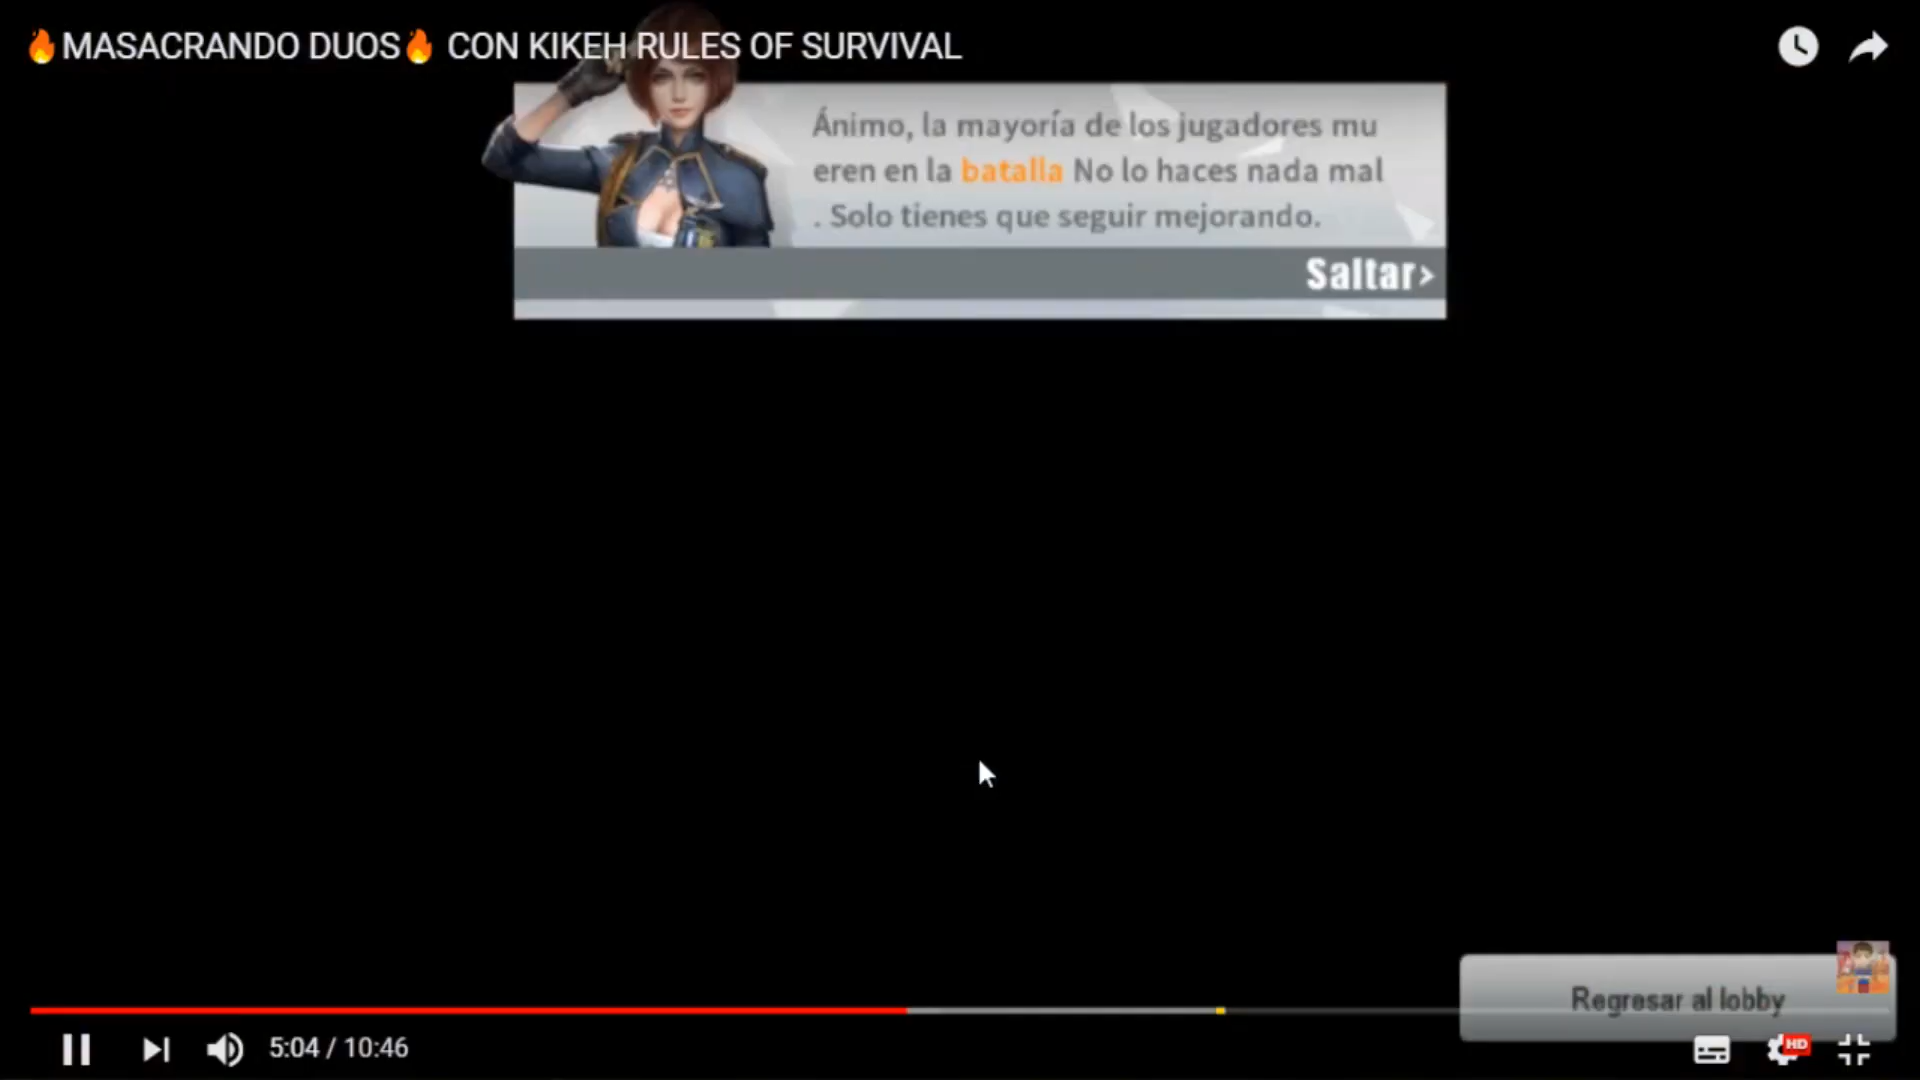 🔥MASACRANDO DUOS🔥 CON KIKEH RULES OF SURVIVAL
Ánimo, la mayoría de los jugadores mu
eren en la batalla No lo haces nada mal
. Solo tienes que seguir mejorando.
Saltar>
Regresar al lobby
5:04 / 10:46
HD